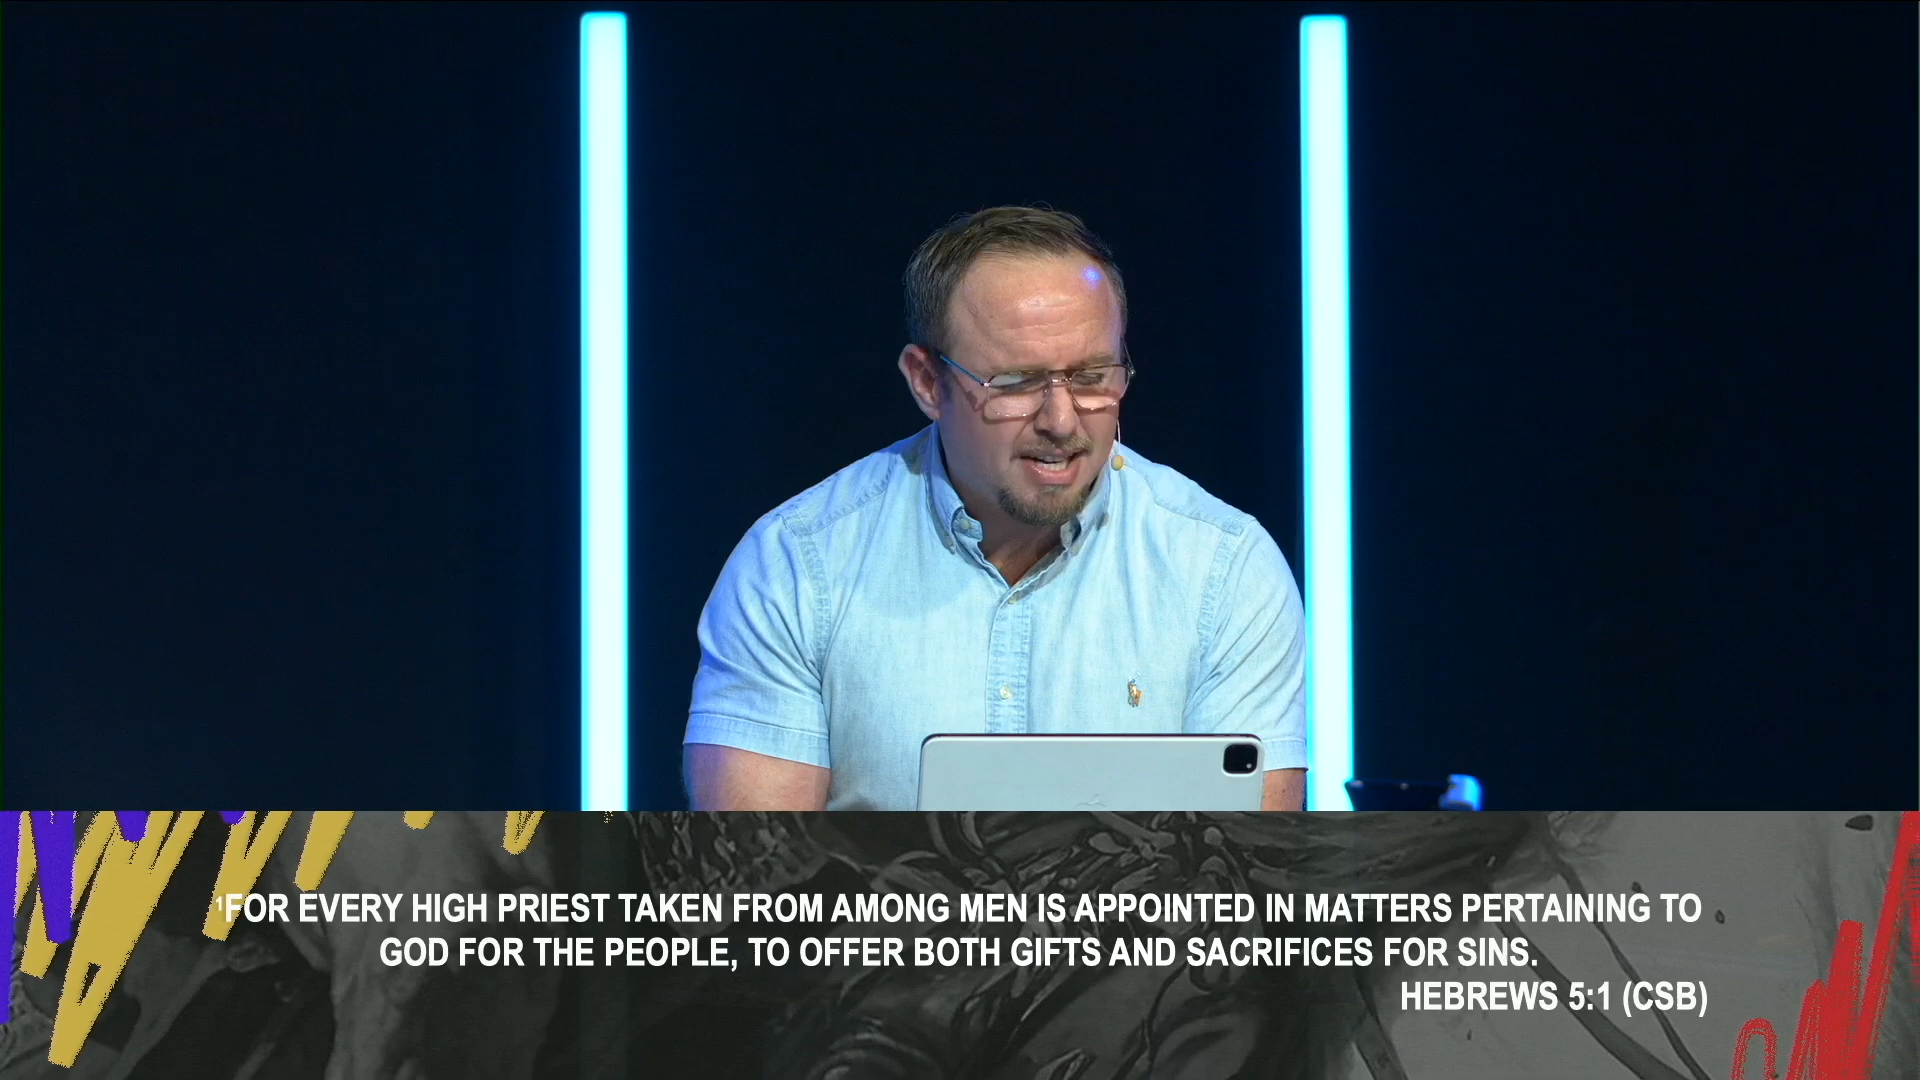 ¹FOR EVERY HIGH PRIEST TAKEN FROM AMONG MEN IS APPOINTED IN MATTERS PERTAINING TO
GOD FOR THE PEOPLE, TO OFFER BOTH GIFTS AND SACRIFICES FOR SINS.
HEBREWS 5:1 (CSB)